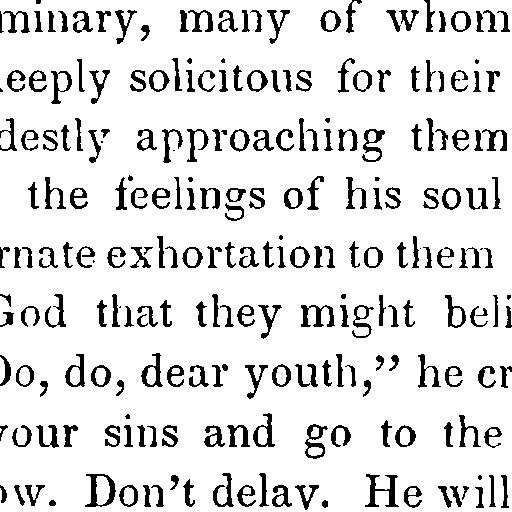 minary, many of whom
eeply solicitous for their
destly approaching them
the feelings of his soul
rnate exhortation to them
God that they might beli
Do, do, dear youth,” he cr
your sins and go to the
ow. Don’t delay. He will